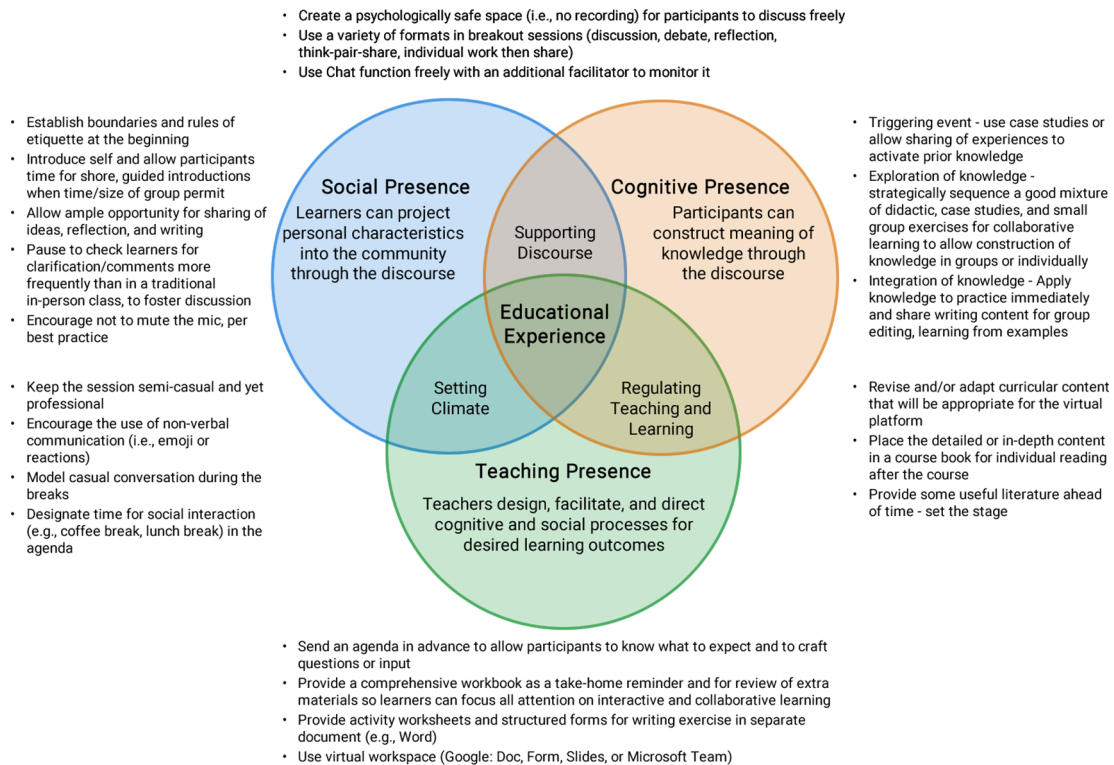 • Create a psychologically safe space (i.e., no recording) for participants to discuss freely
• Use a variety of formats in breakout sessions (discussion, debate, reflection,
think-pair-share, individual work then share)
• Use Chat function freely with an additional facilitator to monitor it
• Establish boundaries and rules of
etiquette at the beginning
• Introduce self and allow participants
time for shore, guided introductions
when time/size of group permit
• Allow ample opportunity for sharing of
ideas, reflection, and writing
• Pause to check learners for
clarification/comments more
frequently than in a traditional
in-person class, to foster discussion
• Encourage not to mute the mic, per
best practice
• Keep the session semi-casual and yet
professional
• Encourage the use of non-verbal
communication (i.e., emoji or
reactions)
• Model casual conversation during the
breaks
• Designate time for social interaction
(e.g., coffee break, lunch break) in the
agenda
Social Presence
Learners can project
personal characteristics
into the community
through the discourse
Supporting
Discourse
Cognitive Presence
Participants can
construct meaning of
knowledge through
the discourse
Educational
Experience
Setting
Climate
Regulating
Teaching and
Learning
Teaching Presence
Teachers design, facilitate, and direct
cognitive and social processes for
desired learning outcomes
• Triggering event - use case studies or
allow sharing of experiences to
activate prior knowledge
• Exploration of knowledge -
strategically sequence a good mixture
of didactic, case studies, and small
group exercises for collaborative
learning to allow construction of
knowledge in groups or individually
• Integration of knowledge - Apply
knowledge to practice immediately
and share writing content for group
editing, learning from examples
• Revise and/or adapt curricular content
that will be appropriate for the virtual
platform
• Place the detailed or in-depth content
in a course book for individual reading
after the course
• Provide some useful literature ahead
of time - set the stage
• Send an agenda in advance to allow participants to know what to expect and to craft
questions or input
• Provide a comprehensive workbook as a take-home reminder and for review of extra
materials so learners can focus all attention on interactive and collaborative learning
• Provide activity worksheets and structured forms for writing exercise in separate
document (e.g., Word)
• Use virtual workspace (Google: Doc, Form, Slides, or Microsoft Team)